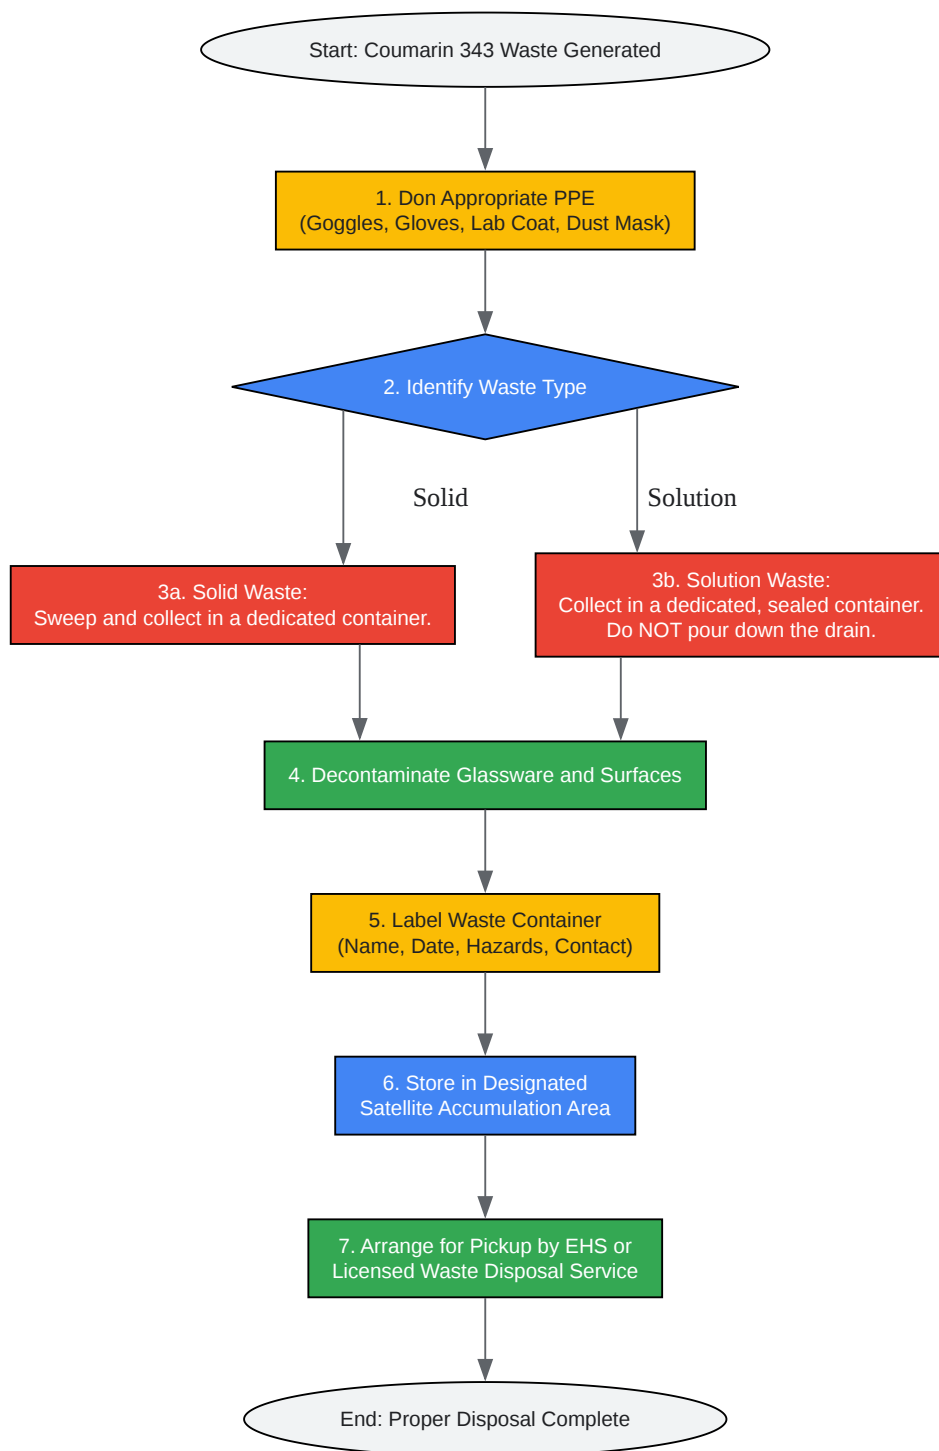 Start: Coumarin 343 Waste Generated
1. Don Appropriate PPE
(Goggles, Gloves, Lab Coat, Dust Mask)
2. Identify Waste Type
Solid
Solution
3a. Solid Waste:
Sweep and collect in a dedicated container.
3b. Solution Waste:
Collect in a dedicated, sealed container.
Do NOT pour down the drain.
4. Decontaminate Glassware and Surfaces
5. Label Waste Container
(Name, Date, Hazards, Contact)
6. Store in Designated
Satellite Accumulation Area
7. Arrange for Pickup by EHS or
Licensed Waste Disposal Service
End: Proper Disposal Complete